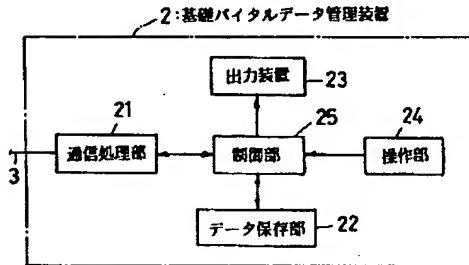 2:基礎バイタルデータ管理装置
出力装置
23
21
25
24
通信処理部
制御部
操作部
3
データ保存部
22